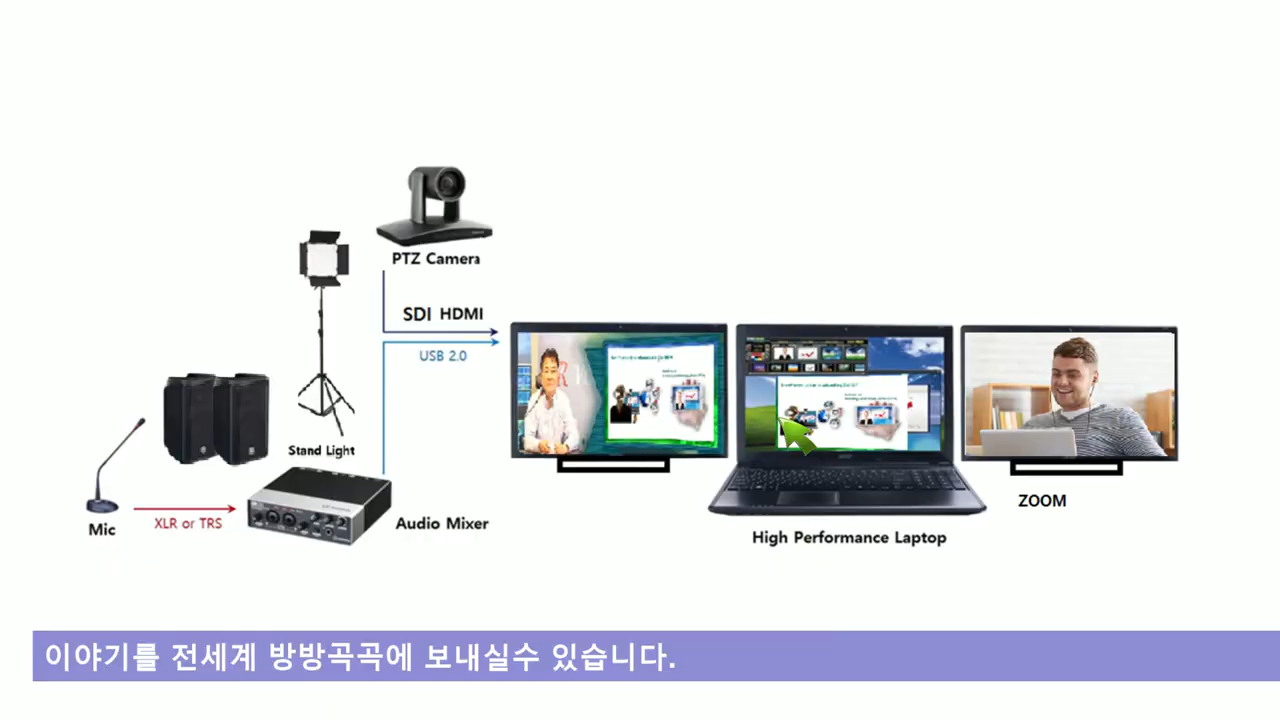 PTZ Camera
SDI HDMI
USB 2.0
Stand Light
Mic
XLR or TRS
Audio Mixer
High Performance Laptop
ZOOM
이야기를 전세계 방방곡곡에 보내실수 있습니다.